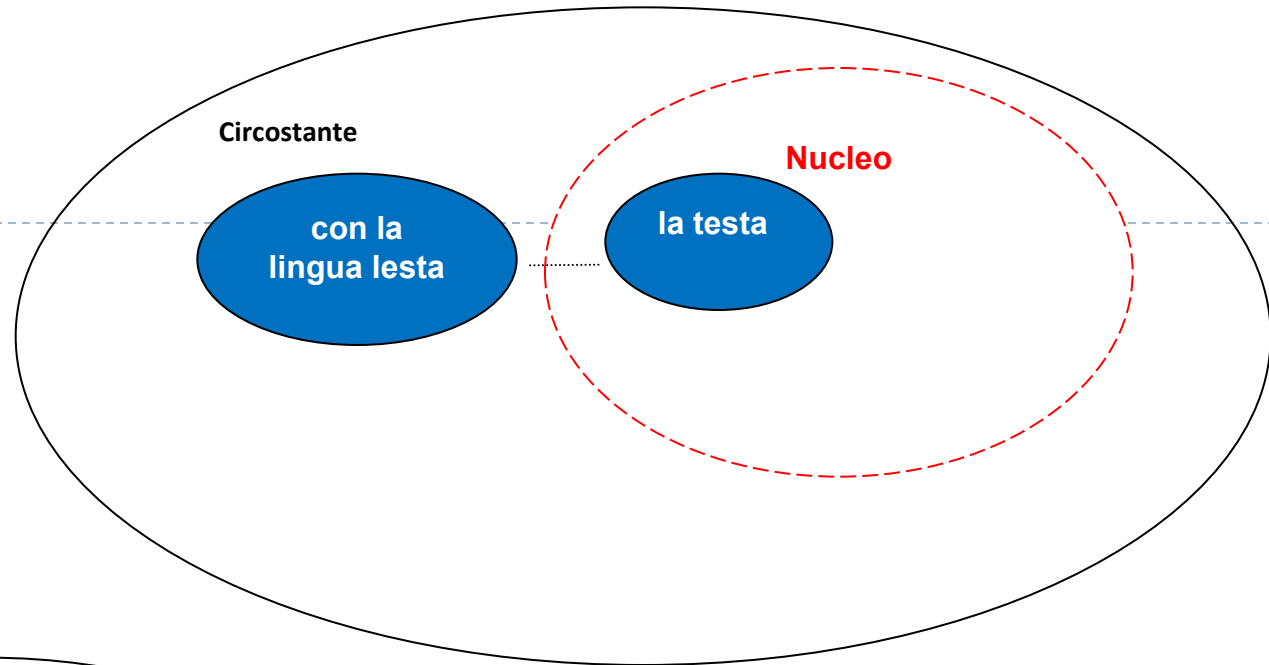 Circostante
Nucleo
con la
lingua lesta
la testa